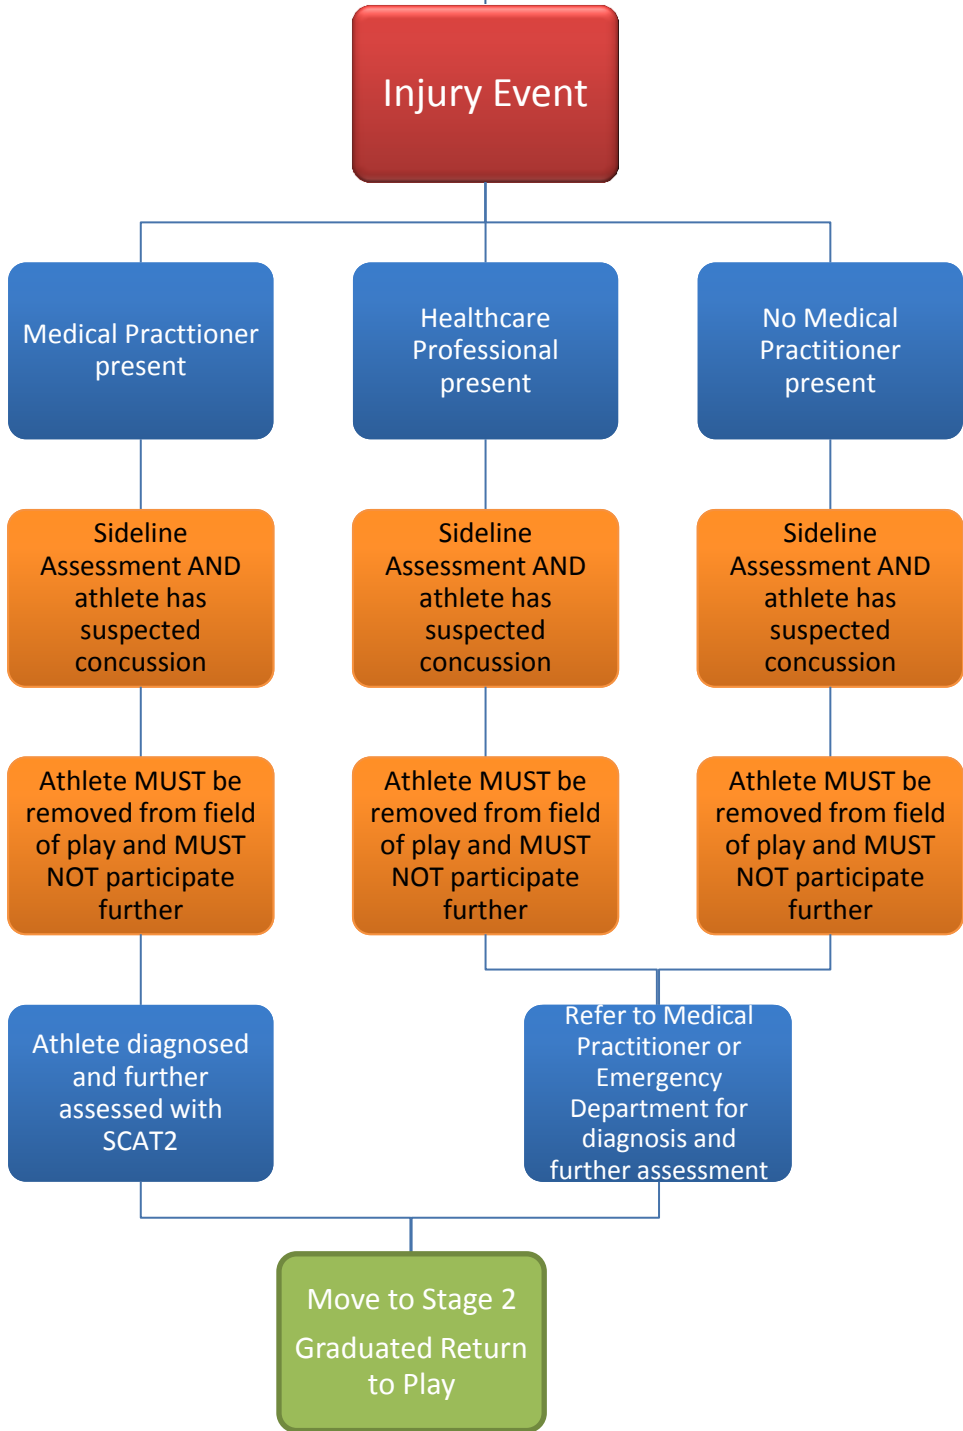 Injury Event
Medical Practtioner
present
Healthcare
Professional
present
No Medical
Practitioner
present
Sideline
Assessment AND
athlete has
suspected
concussion
Sideline
Assessment AND
athlete has
suspected
concussion
Sideline
Assessment AND
athlete has
suspected
concussion
Athlete MUST be
removed from field
of play and MUST
NOT participate
further
Athlete MUST be
removed from field
of play and MUST
NOT participate
further
Athlete MUST be
removed from field
of play and MUST
NOT participate
further
Athlete diagnosed
and further
assessed with
SCAT2
Refer to Medical
Practitioner or
Emergency
Department for
diagnosis and
further assessment
Move to Stage 2
Graduated Return
to Play